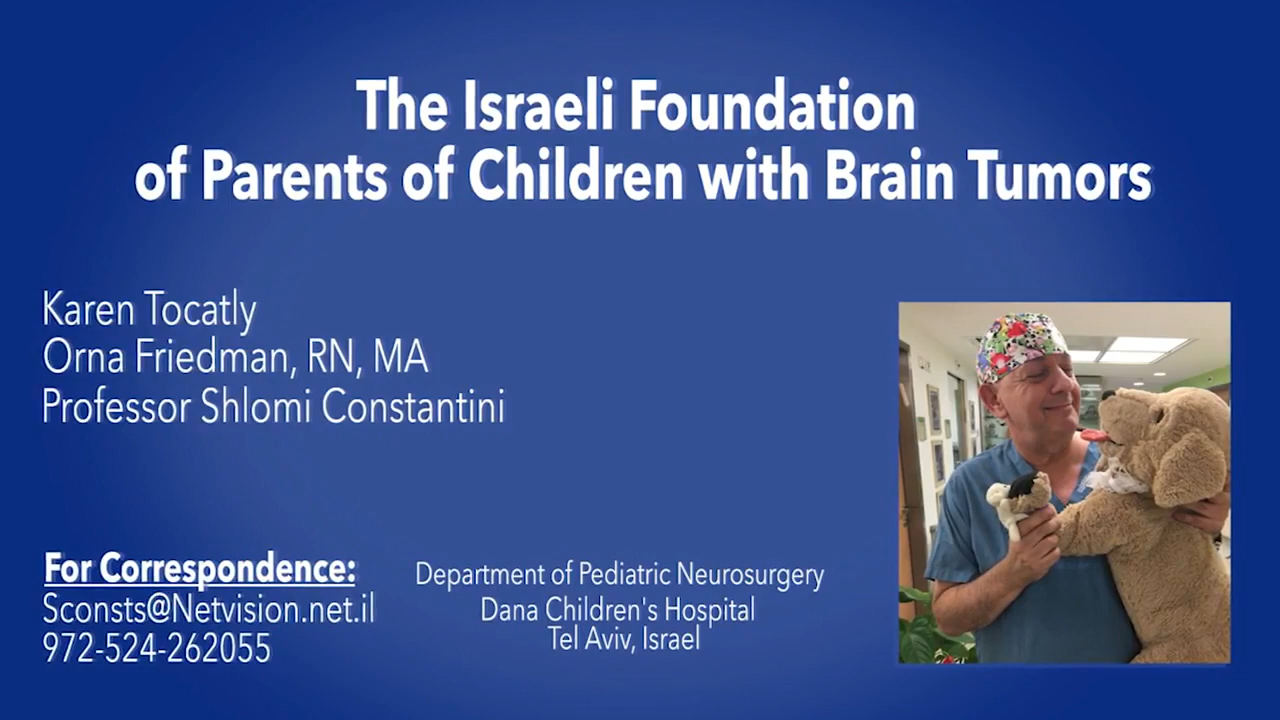 The Israeli Foundation
of Parents of Children with Brain Tumors
Karen Tocatly
Orna Friedman, RN, MA
Professor Shlomi Constantini
For Correspondence:
Sconsts@Netvision.net.il
972-524-262055
Department of Pediatric Neurosurgery
Dana Children's Hospital
Tel Aviv, Israel